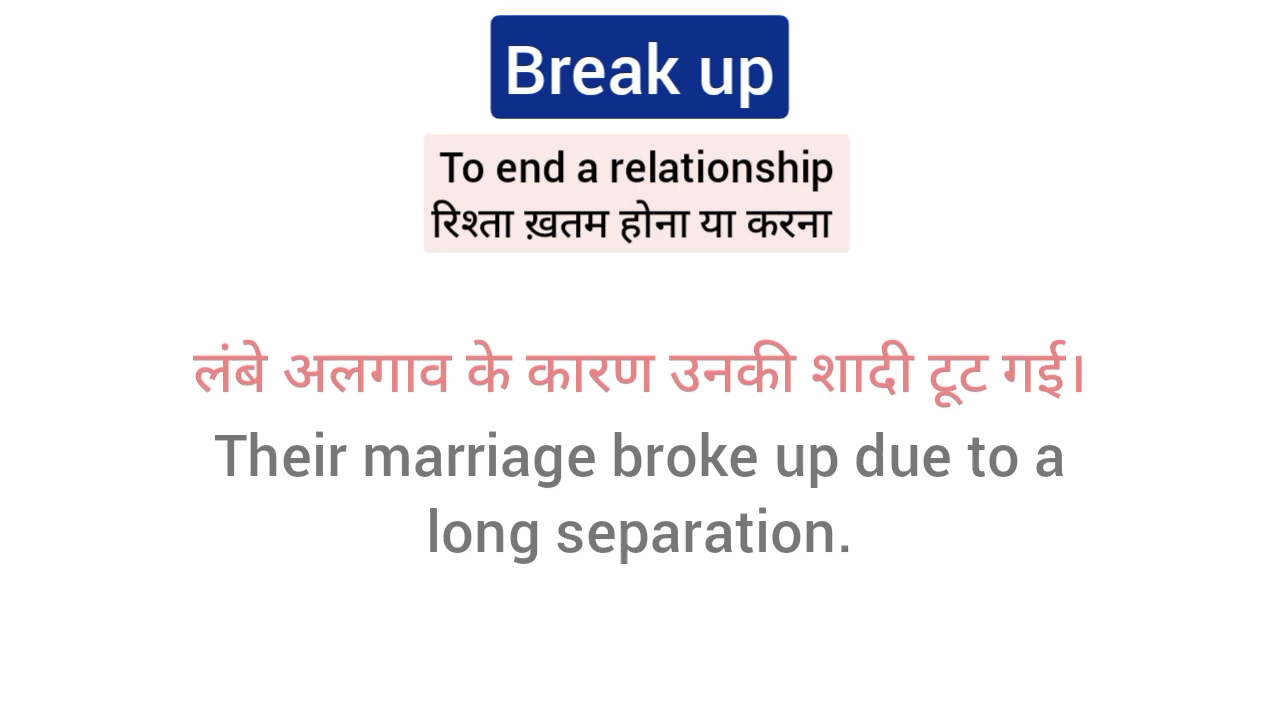 Break up
To end a relationship
रिश्ता ख़तम होना या करना
लंबे अलगाव के कारण उनकी शादी टूट गई।
Their marriage broke up due to a
long separation.